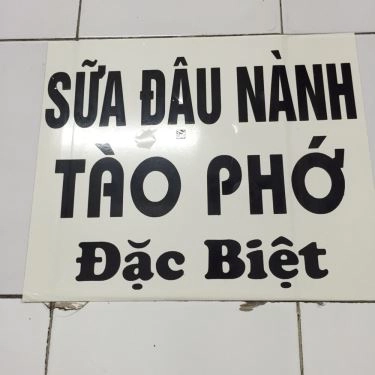 SỮA ĐẬU NÀNH
TÀO PHỚ
Đặc Biệt